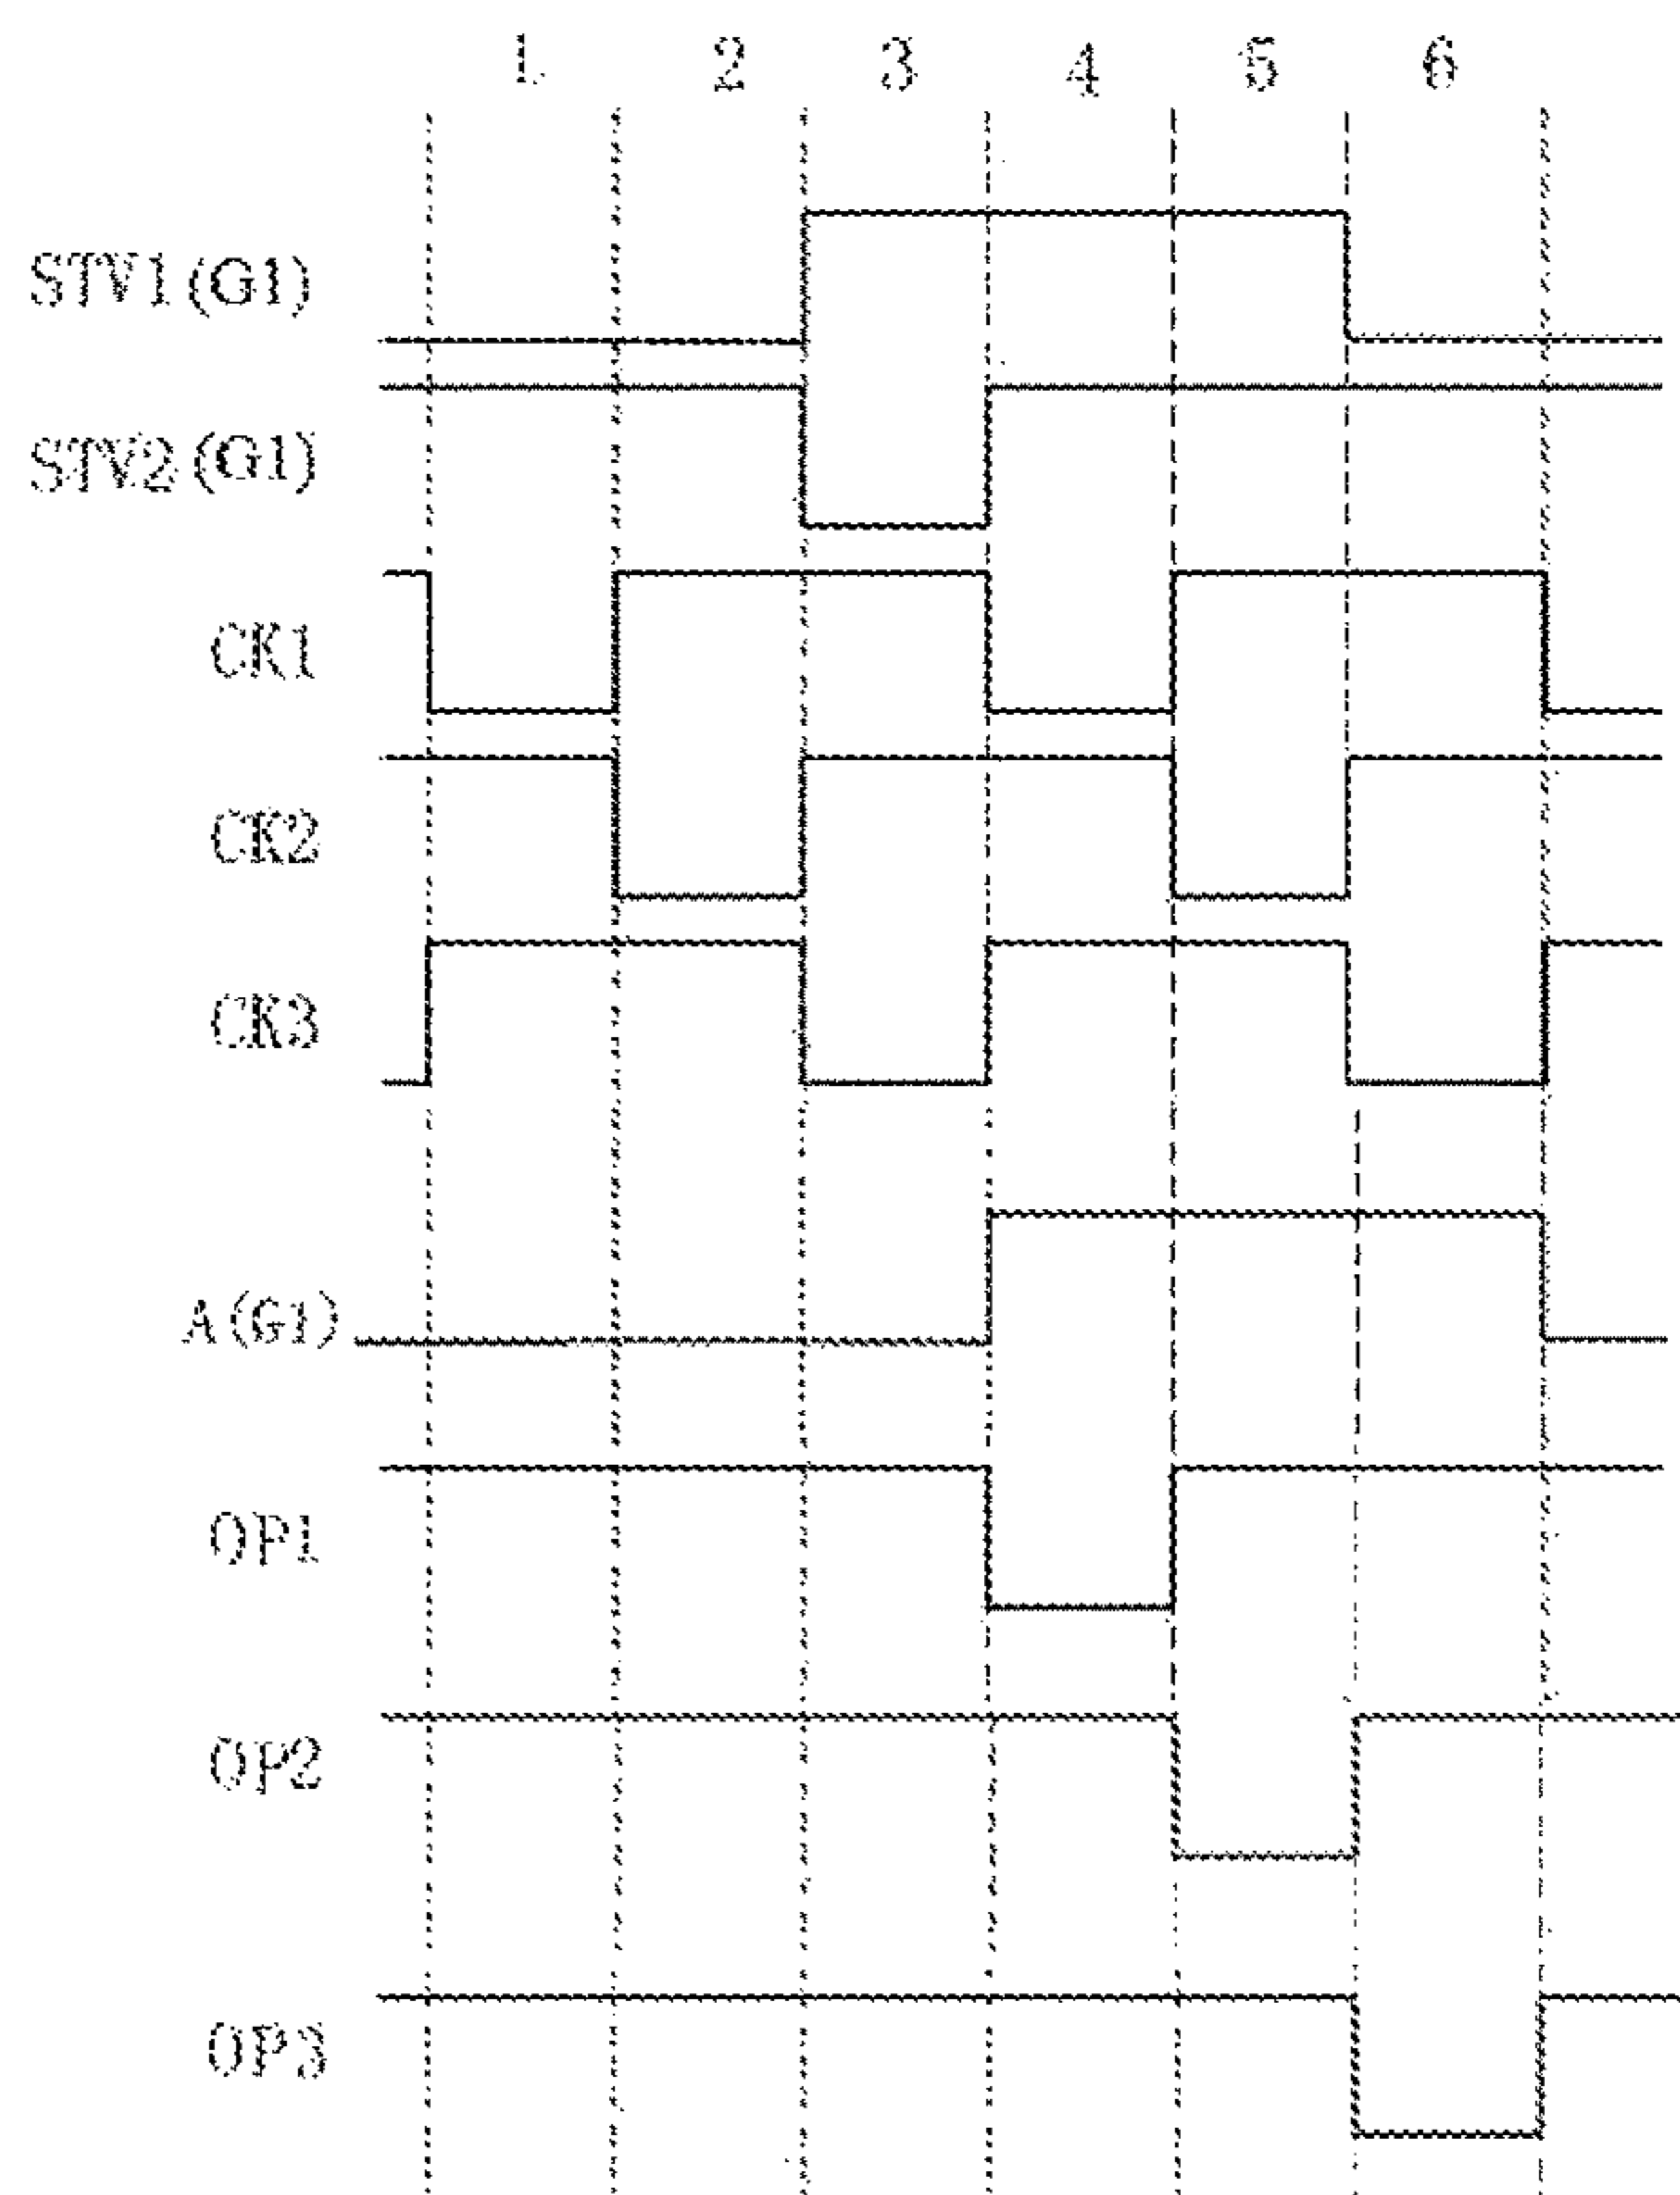 1 2 3 4 5 6
STV1(G1)
STV2(G1)
CK1
CK2
CK3
A(G1)
OP1
OP2
OP3